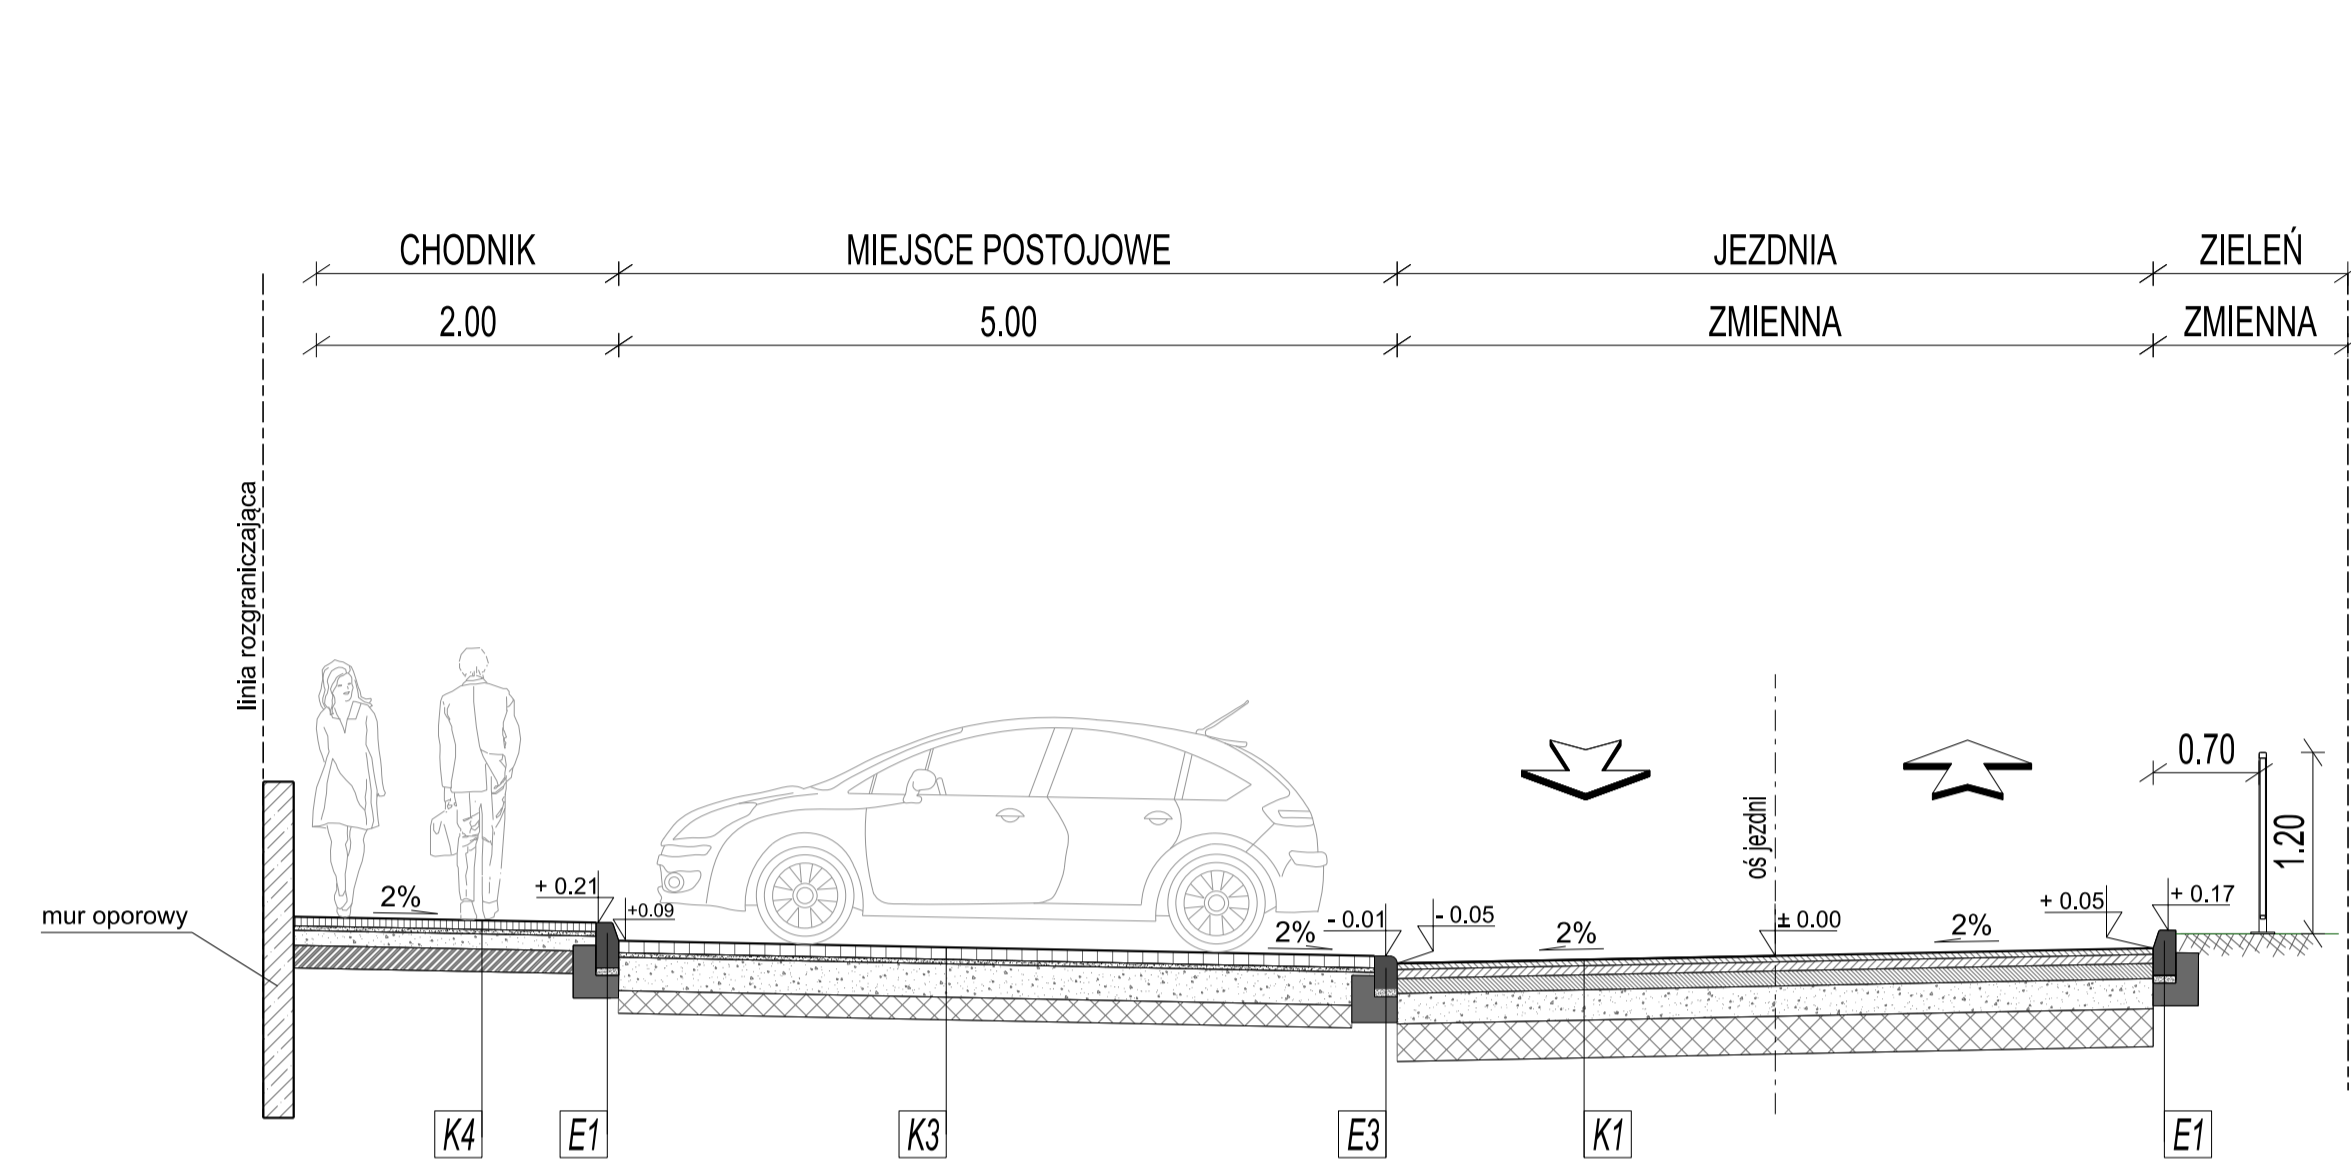 CHODNIK MIEJSCE POSTOJOWE JEZDNIA ZIELEŃ
2.00 5.00 ZMIENNA ZMIENNA
linia rozgraniczająca
mur oporowy
2%
+ 0.21
+0.09
2%
- 0.01
- 0.05
2%
oś jezdni
± 0.00
2%
+ 0.05
+ 0.17
0.70
1.20
K4 E1 K3 E3 K1 E1